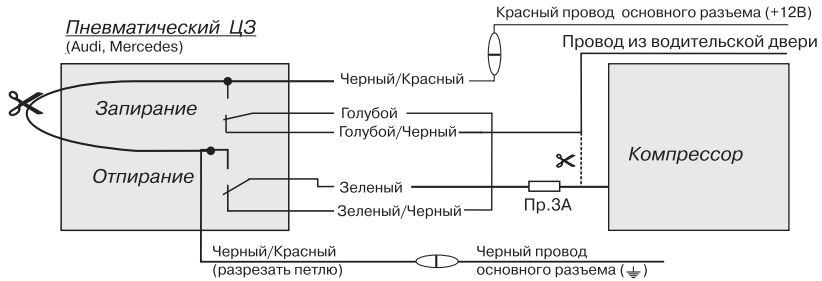 Красный провод основного разъема (+12В)
Пневматический ЦЗ
(Audi, Mercedes)
Провод из водительской двери
Черный/Красный
Запирание
Голубой
Голубой/Черный
Компрессор
Отпирание
Зеленый
Пр.3А
Зеленый/Черный
Черный/Красный
(разрезать петлю)
Черный провод
основного разъема (⏚)